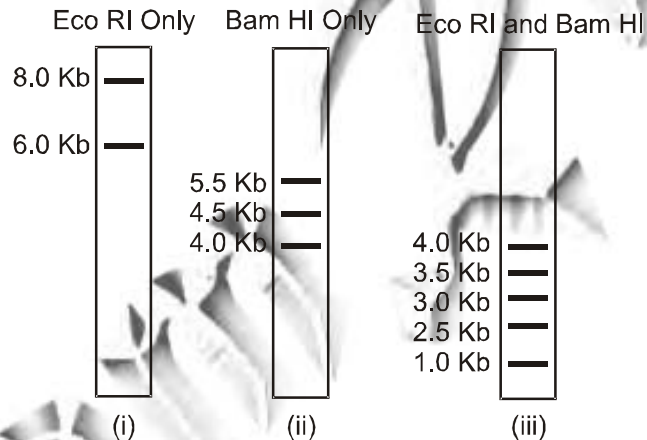 Eco RI Only Bam HI Only Eco RI and Bam HI
8.0 Kb
6.0 Kb
5.5 Kb
4.5 Kb
4.0 Kb
4.0 Kb
3.5 Kb
3.0 Kb
2.5 Kb
1.0 Kb
(i) (ii) (iii)